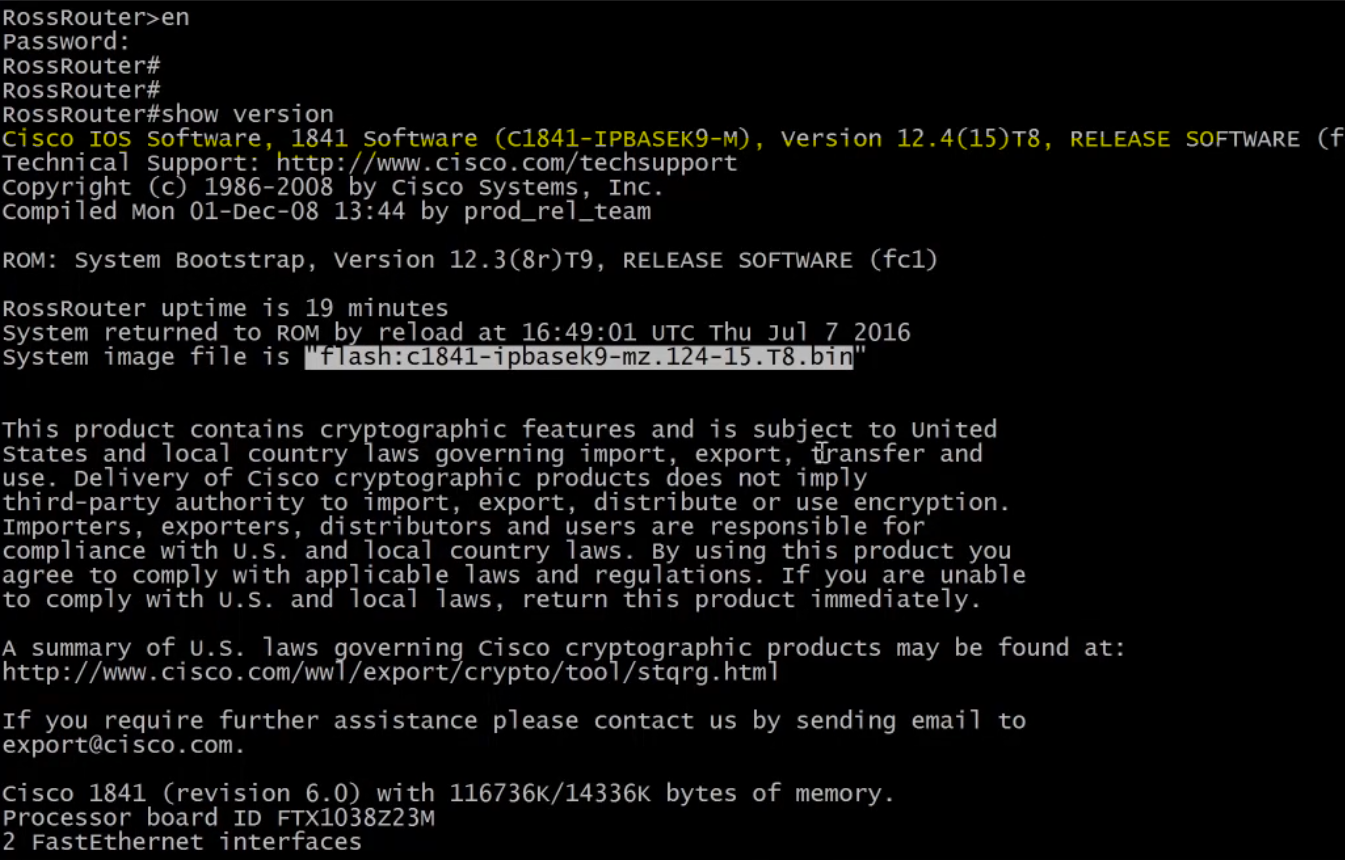 RossRouter>en
Password:
RossRouter#
RossRouter#
RossRouter#show version
Cisco IOS Software, 1841 Software (C1841-IPBASEK9-M), Version 12.4(15)T8, RELEASE SOFTWARE (f
Technical Support: http://www.cisco.com/techsupport
Copyright (c) 1986-2008 by Cisco Systems, Inc.
Compiled Mon 01-Dec-08 13:44 by prod_rel_team
ROM: System Bootstrap, Version 12.3(8r)T9, RELEASE SOFTWARE (fc1)
RossRouter uptime is 19 minutes
System returned to ROM by reload at 16:49:01 UTC Thu Jul 7 2016
System image file is "flash:c1841-ipbasek9-mz.124-15.T8.bin"
This product contains cryptographic features and is subject to United
States and local country laws governing import, export, transfer and
use. Delivery of Cisco cryptographic products does not imply
third-party authority to import, export, distribute or use encryption.
Importers, exporters, distributors and users are responsible for
compliance with U.S. and local country laws. By using this product you
agree to comply with applicable laws and regulations. If you are unable
to comply with U.S. and local laws, return this product immediately.
A summary of U.S. laws governing Cisco cryptographic products may be found at:
http://www.cisco.com/wwl/export/crypto/tool/stqrg.html
If you require further assistance please contact us by sending email to
export@cisco.com.
Cisco 1841 (revision 6.0) with 116736K/14336K bytes of memory.
Processor board ID FTX1038Z23M
2 FastEthernet interfaces